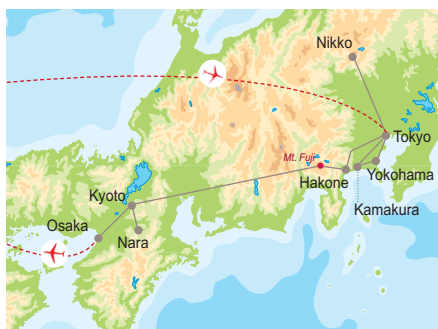 Nikko
Tokyo
Mt. Fuji
Yokohama
Hakone
Kyoto
Kamakura
Osaka
Nara